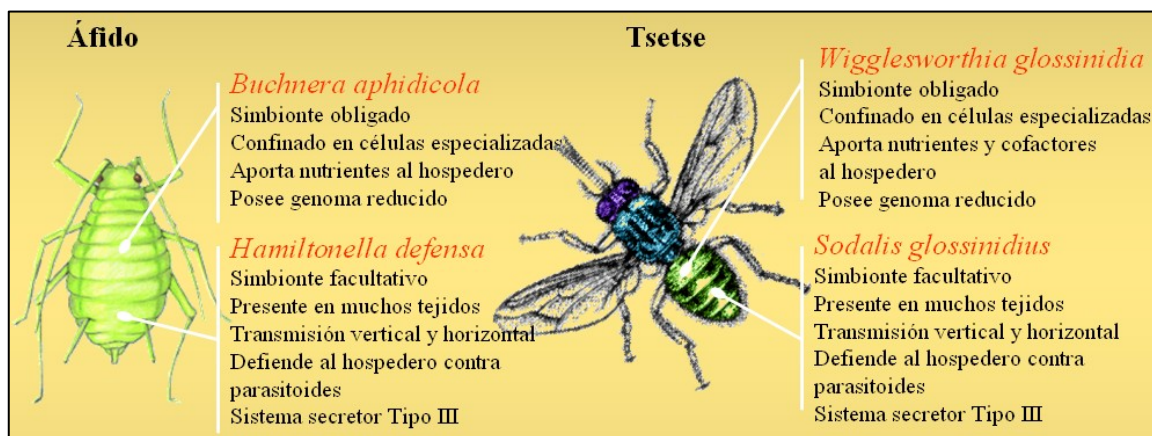 Áfido
Buchnera aphidicola
Simbionte obligado
Confinado en células especializadas
Aporta nutrientes al hospedero
Posee genoma reducido
Hamiltonella defensa
Simbionte facultativo
Presente en muchos tejidos
Transmisión vertical y horizontal
Defiende al hospedero contra
parasitoides
Sistema secretor Tipo III
Tsetse
Wigglesworthia glossinidia
Simbionte obligado
Confinado en células especializadas
Aporta nutrientes y cofactores
al hospedero
Posee genoma reducido
Sodalis glossinidius
Simbionte facultativo
Presente en muchos tejidos
Transmisión vertical y horizontal
Defiende al hospedero contra
parasitoides
Sistema secretor Tipo III